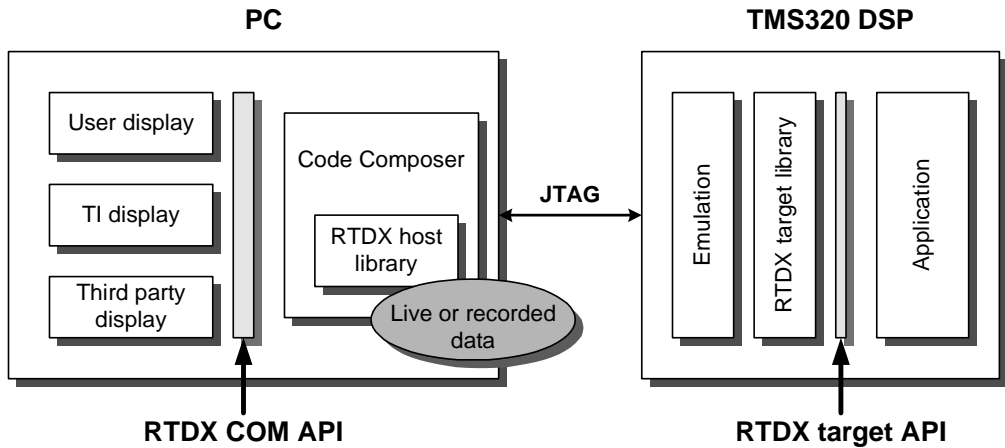 PC
TMS320 DSP
User display
TI display
Third party
display
Code Composer
RTDX host
library
Live or recorded
data
JTAG
Emulation
RTDX target library
Application
RTDX COM API
RTDX target API